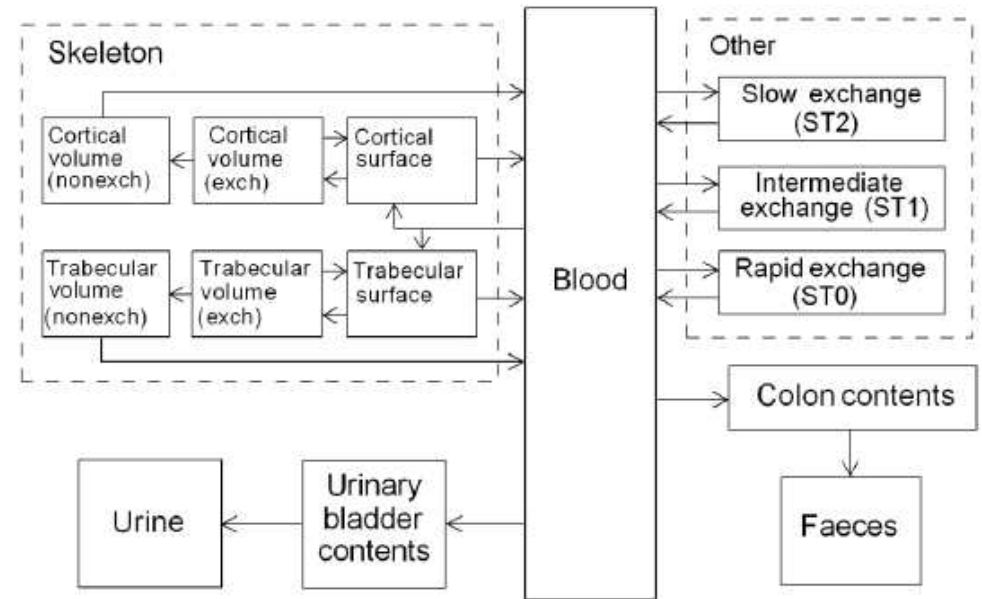 Skeleton
Cortical
volume
(nonexch)
Cortical
volume
(exch)
Cortical
surface
Trabecular
volume
(nonexch)
Trabecular
volume
(exch)
Trabecular
surface
Blood
Other
Slow exchange
(ST2)
Intermediate
exchange (ST1)
Rapid exchange
(ST0)
Colon contents
Faeces
Urinary
bladder
contents
Urine